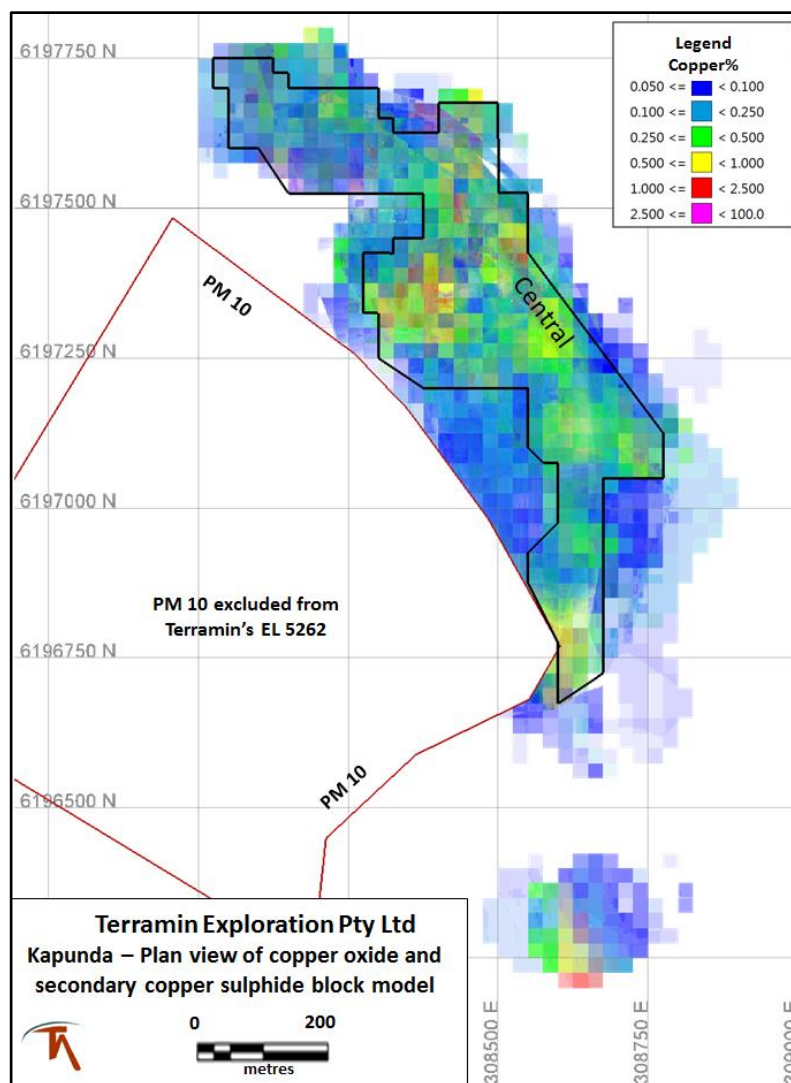 6197750 N
Legend
Copper%
0.050 <= < 0.100
0.100 <= < 0.250
0.250 <= < 0.500
0.500 <= < 1.000
1.000 <= < 2.500
2.500 <= < 100.0
6197500 N
PM 10
Central
6197250 N
6197000 N
PM 10 excluded from
Terramin's EL 5262
6196750 N
PM 10
6196500 N
Terramin Exploration Pty Ltd
Kapunda – Plan view of copper oxide and
secondary copper sulphide block model
0 200
metres
308500 E
308750 E
309000 E